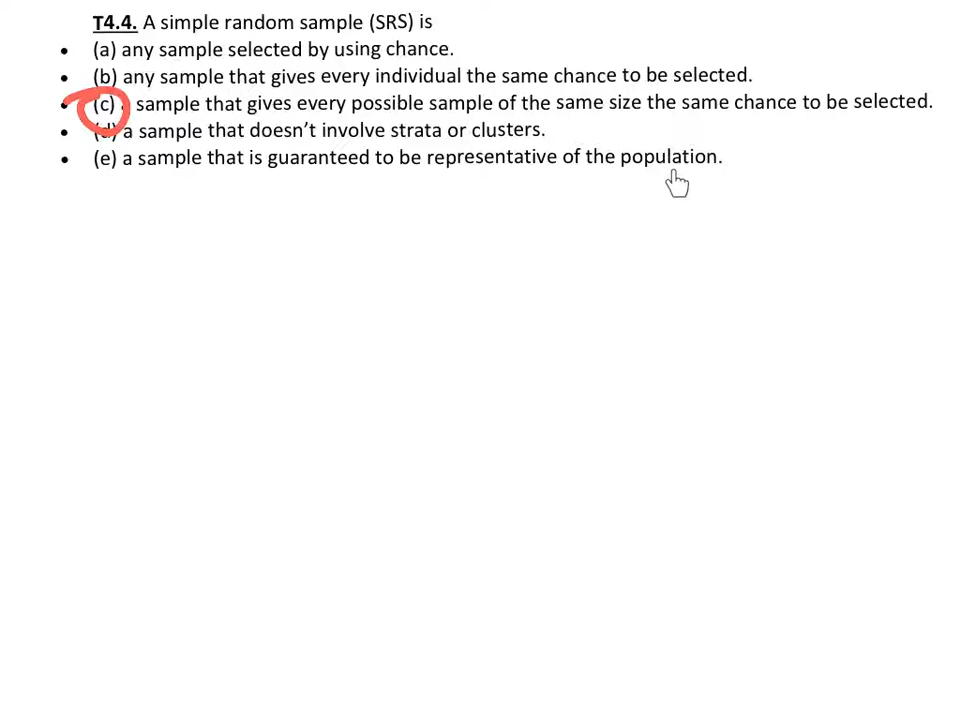 T4.4. A simple random sample (SRS) is
• (a) any sample selected by using chance.
• (b) any sample that gives every individual the same chance to be selected.
• (c) a sample that gives every possible sample of the same size the same chance to be selected.
• (d) a sample that doesn't involve strata or clusters.
• (e) a sample that is guaranteed to be representative of the population.